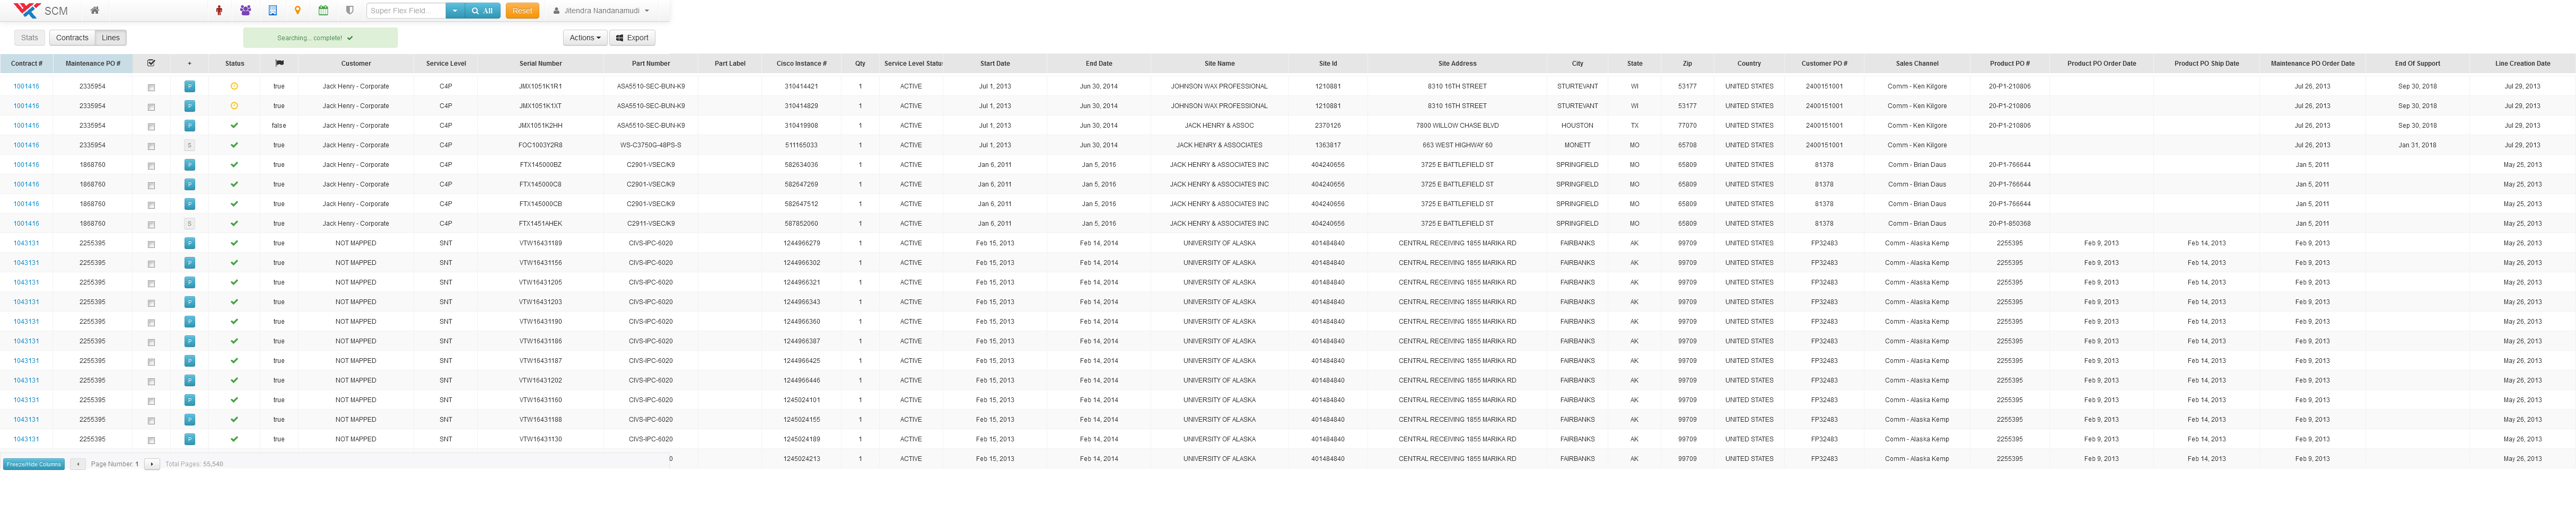 SCM Super Flex Field... All Reset Jitendra Nandanamudi
Stats Contracts Lines Searching... complete! Actions Export
Contract # Maintenance PO # + Status Customer Service Level Serial Number Part Number Part Label Cisco Instance # Qty Service Level Status Start Date End Date Site Name Site Id Site Address City State Zip Country Customer PO # Sales Channel Product PO # Product PO Order Date Product PO Ship Date Maintenance PO Order Date End Of Support Line Creation Date
1001416 2335954 P true Jack Henry - Corporate C4P JMX1051K1R1 ASA5510-SEC-BUN-K9 310414421 1 ACTIVE Jul 1, 2013 Jun 30, 2014 JOHNSON WAX PROFESSIONAL 1210881 8310 16TH STREET STURTEVANT WI 53177 UNITED STATES 2400151001 Comm - Ken Kilgore 20-P1-210806 Jul 26, 2013 Sep 30, 2018 Jul 29, 2013
1001416 2335954 P true Jack Henry - Corporate C4P JMX1051K1XT ASA5510-SEC-BUN-K9 310414829 1 ACTIVE Jul 1, 2013 Jun 30, 2014 JOHNSON WAX PROFESSIONAL 1210881 8310 16TH STREET STURTEVANT WI 53177 UNITED STATES 2400151001 Comm - Ken Kilgore 20-P1-210806 Jul 26, 2013 Sep 30, 2018 Jul 29, 2013
1001416 2335954 P false Jack Henry - Corporate C4P JMX1051K2HH ASA5510-SEC-BUN-K9 310419908 1 ACTIVE Jul 1, 2013 Jun 30, 2014 JACK HENRY & ASSOC 2370126 7800 WILLOW CHASE BLVD HOUSTON TX 77070 UNITED STATES 2400151001 Comm - Ken Kilgore 20-P1-210806 Jul 26, 2013 Sep 30, 2018 Jul 29, 2013
1001416 2335954 S true Jack Henry - Corporate C4P FOC1003Y2R8 WS-C3750G-48PS-S 511165033 1 ACTIVE Jul 1, 2013 Jun 30, 2014 JACK HENRY & ASSOCIATES 1363817 663 WEST HIGHWAY 60 MONETT MO 65708 UNITED STATES 2400151001 Comm - Ken Kilgore Jul 26, 2013 Jan 31, 2018 Jul 29, 2013
1001416 1868760 P true Jack Henry - Corporate C4P FTX145000BZ C2901-VSEC/K9 582634036 1 ACTIVE Jan 6, 2011 Jan 5, 2016 JACK HENRY & ASSOCIATES INC 404240656 3725 E BATTLEFIELD ST SPRINGFIELD MO 65809 UNITED STATES 81378 Comm - Brian Daus 20-P1-766644 Jan 5, 2011 May 25, 2013
1001416 1868760 P true Jack Henry - Corporate C4P FTX145000C8 C2901-VSEC/K9 582647269 1 ACTIVE Jan 6, 2011 Jan 5, 2016 JACK HENRY & ASSOCIATES INC 404240656 3725 E BATTLEFIELD ST SPRINGFIELD MO 65809 UNITED STATES 81378 Comm - Brian Daus 20-P1-766644 Jan 5, 2011 May 25, 2013
1001416 1868760 P true Jack Henry - Corporate C4P FTX145000CB C2901-VSEC/K9 582647512 1 ACTIVE Jan 6, 2011 Jan 5, 2016 JACK HENRY & ASSOCIATES INC 404240656 3725 E BATTLEFIELD ST SPRINGFIELD MO 65809 UNITED STATES 81378 Comm - Brian Daus 20-P1-766644 Jan 5, 2011 May 25, 2013
1001416 1868760 S true Jack Henry - Corporate C4P FTX1451AHEK C2911-VSEC/K9 587852060 1 ACTIVE Jan 6, 2011 Jan 5, 2016 JACK HENRY & ASSOCIATES INC 404240656 3725 E BATTLEFIELD ST SPRINGFIELD MO 65809 UNITED STATES 81378 Comm - Brian Daus 20-P1-850368 Jan 5, 2011 May 25, 2013
1043131 2255395 P true NOT MAPPED SNT VTW16431189 CIVS-IPC-6020 1244966279 1 ACTIVE Feb 15, 2013 Feb 14, 2014 UNIVERSITY OF ALASKA 401484840 CENTRAL RECEIVING 1855 MARIKA RD FAIRBANKS AK 99709 UNITED STATES FP32483 Comm - Alaska Kemp 2255395 Feb 9, 2013 Feb 14, 2013 Feb 9, 2013 May 26, 2013
1043131 2255395 P true NOT MAPPED SNT VTW16431156 CIVS-IPC-6020 1244966302 1 ACTIVE Feb 15, 2013 Feb 14, 2014 UNIVERSITY OF ALASKA 401484840 CENTRAL RECEIVING 1855 MARIKA RD FAIRBANKS AK 99709 UNITED STATES FP32483 Comm - Alaska Kemp 2255395 Feb 9, 2013 Feb 14, 2013 Feb 9, 2013 May 26, 2013
1043131 2255395 P true NOT MAPPED SNT VTW16431205 CIVS-IPC-6020 1244966321 1 ACTIVE Feb 15, 2013 Feb 14, 2014 UNIVERSITY OF ALASKA 401484840 CENTRAL RECEIVING 1855 MARIKA RD FAIRBANKS AK 99709 UNITED STATES FP32483 Comm - Alaska Kemp 2255395 Feb 9, 2013 Feb 14, 2013 Feb 9, 2013 May 26, 2013
1043131 2255395 P true NOT MAPPED SNT VTW16431203 CIVS-IPC-6020 1244966343 1 ACTIVE Feb 15, 2013 Feb 14, 2014 UNIVERSITY OF ALASKA 401484840 CENTRAL RECEIVING 1855 MARIKA RD FAIRBANKS AK 99709 UNITED STATES FP32483 Comm - Alaska Kemp 2255395 Feb 9, 2013 Feb 14, 2013 Feb 9, 2013 May 26, 2013
1043131 2255395 P true NOT MAPPED SNT VTW16431190 CIVS-IPC-6020 1244966360 1 ACTIVE Feb 15, 2013 Feb 14, 2014 UNIVERSITY OF ALASKA 401484840 CENTRAL RECEIVING 1855 MARIKA RD FAIRBANKS AK 99709 UNITED STATES FP32483 Comm - Alaska Kemp 2255395 Feb 9, 2013 Feb 14, 2013 Feb 9, 2013 May 26, 2013
1043131 2255395 P true NOT MAPPED SNT VTW16431186 CIVS-IPC-6020 1244966387 1 ACTIVE Feb 15, 2013 Feb 14, 2014 UNIVERSITY OF ALASKA 401484840 CENTRAL RECEIVING 1855 MARIKA RD FAIRBANKS AK 99709 UNITED STATES FP32483 Comm - Alaska Kemp 2255395 Feb 9, 2013 Feb 14, 2013 Feb 9, 2013 May 26, 2013
1043131 2255395 P true NOT MAPPED SNT VTW16431187 CIVS-IPC-6020 1244966425 1 ACTIVE Feb 15, 2013 Feb 14, 2014 UNIVERSITY OF ALASKA 401484840 CENTRAL RECEIVING 1855 MARIKA RD FAIRBANKS AK 99709 UNITED STATES FP32483 Comm - Alaska Kemp 2255395 Feb 9, 2013 Feb 14, 2013 Feb 9, 2013 May 26, 2013
1043131 2255395 P true NOT MAPPED SNT VTW16431202 CIVS-IPC-6020 1244966446 1 ACTIVE Feb 15, 2013 Feb 14, 2014 UNIVERSITY OF ALASKA 401484840 CENTRAL RECEIVING 1855 MARIKA RD FAIRBANKS AK 99709 UNITED STATES FP32483 Comm - Alaska Kemp 2255395 Feb 9, 2013 Feb 14, 2013 Feb 9, 2013 May 26, 2013
1043131 2255395 P true NOT MAPPED SNT VTW16431160 CIVS-IPC-6020 1245024101 1 ACTIVE Feb 15, 2013 Feb 14, 2014 UNIVERSITY OF ALASKA 401484840 CENTRAL RECEIVING 1855 MARIKA RD FAIRBANKS AK 99709 UNITED STATES FP32483 Comm - Alaska Kemp 2255395 Feb 9, 2013 Feb 14, 2013 Feb 9, 2013 May 26, 2013
1043131 2255395 P true NOT MAPPED SNT VTW16431188 CIVS-IPC-6020 1245024155 1 ACTIVE Feb 15, 2013 Feb 14, 2014 UNIVERSITY OF ALASKA 401484840 CENTRAL RECEIVING 1855 MARIKA RD FAIRBANKS AK 99709 UNITED STATES FP32483 Comm - Alaska Kemp 2255395 Feb 9, 2013 Feb 14, 2013 Feb 9, 2013 May 26, 2013
1043131 2255395 P true NOT MAPPED SNT VTW16431130 CIVS-IPC-6020 1245024189 1 ACTIVE Feb 15, 2013 Feb 14, 2014 UNIVERSITY OF ALASKA 401484840 CENTRAL RECEIVING 1855 MARIKA RD FAIRBANKS AK 99709 UNITED STATES FP32483 Comm - Alaska Kemp 2255395 Feb 9, 2013 Feb 14, 2013 Feb 9, 2013 May 26, 2013
0 1245024213 1 ACTIVE Feb 15, 2013 Feb 14, 2014 UNIVERSITY OF ALASKA 401484840 CENTRAL RECEIVING 1855 MARIKA RD FAIRBANKS AK 99709 UNITED STATES FP32483 Comm - Alaska Kemp 2255395 Feb 9, 2013 Feb 14, 2013 Feb 9, 2013 May 26, 2013
Freeze/Hide Columns Page Number: 1 Total Pages: 55,540